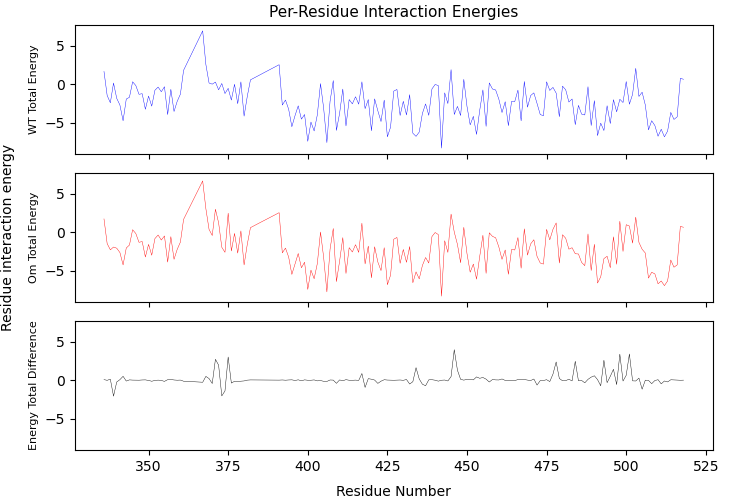 Per-Residue Interaction Energies
Residue interaction energy
WT Total Energy
5
0
−5
Om Total Energy
5
0
−5
Energy Total Difference
5
0
−5
350 375 400 425 450 475 500 525
Residue Number